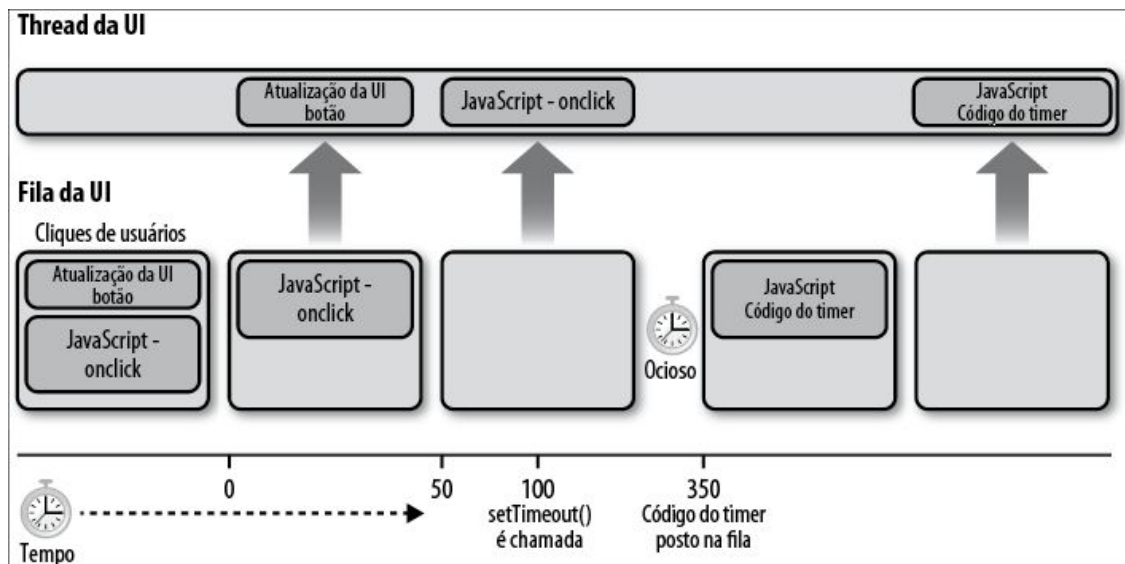 Thread da UI
Atualização da UI
botão
JavaScript - onclick
JavaScript
Código do timer
Fila da UI
Cliques de usuários
Atualização da UI
botão
JavaScript -
onclick
JavaScript -
onclick
Ocioso
JavaScript
Código do timer
0
50
100
350
setTimeout()
é chamada
Código do timer
posto na fila
Tempo